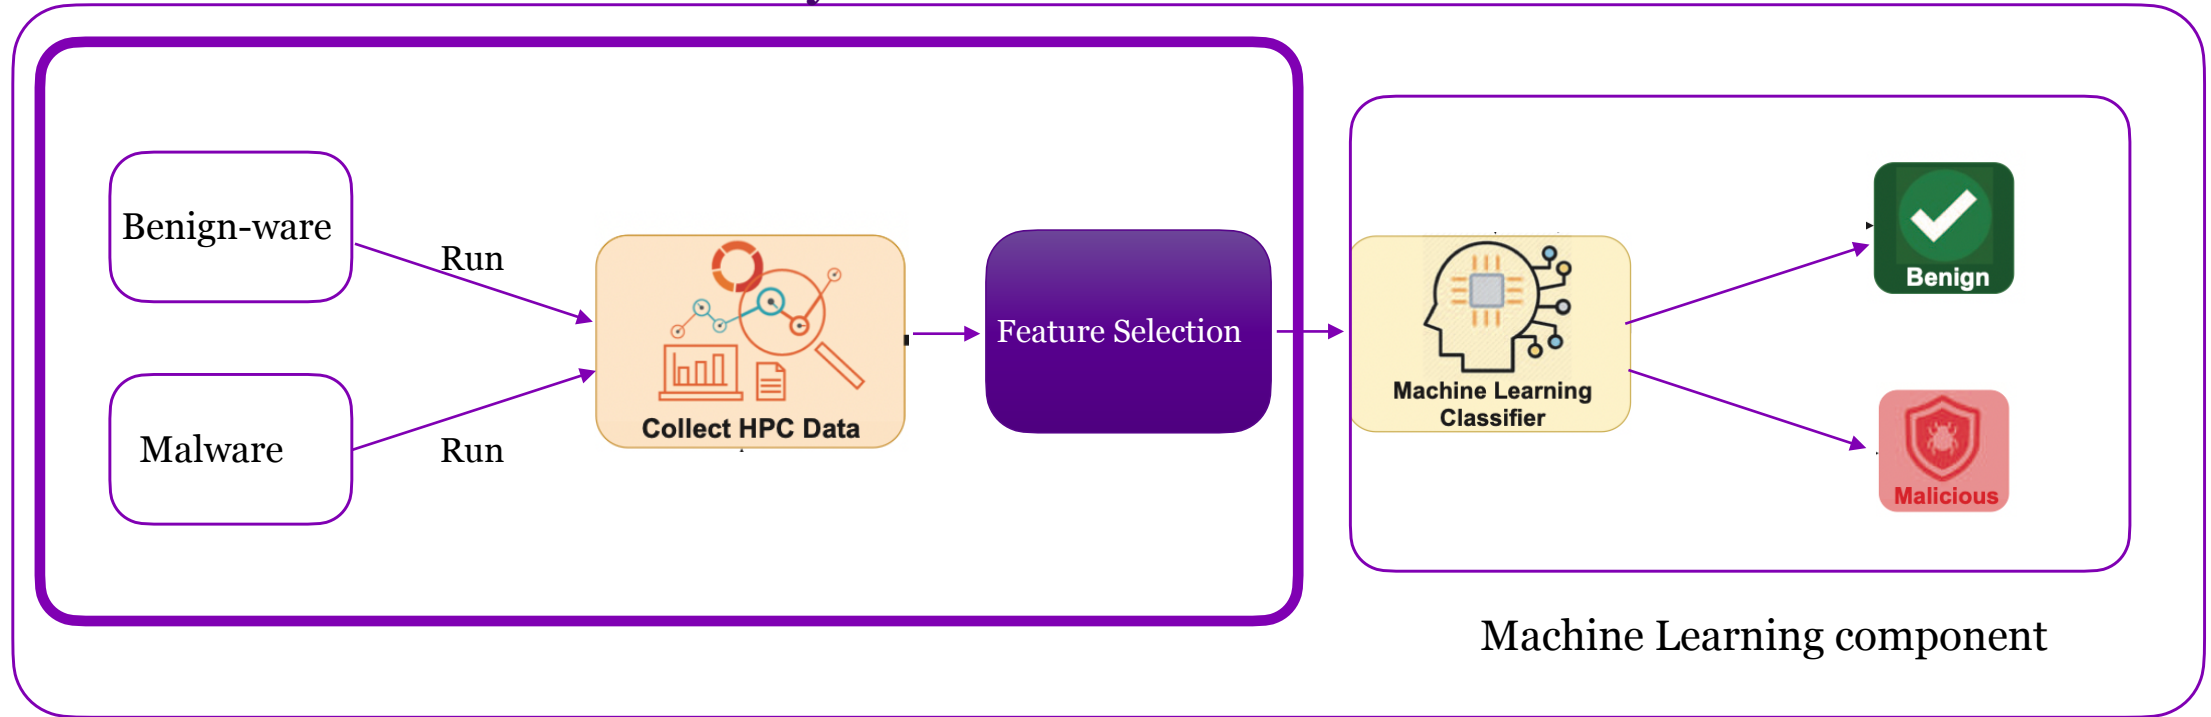 Benign-ware
Run
Malware
Run
Collect HPC Data
Feature Selection
Machine Learning
Classifier
Benign
Malicious
Machine Learning component